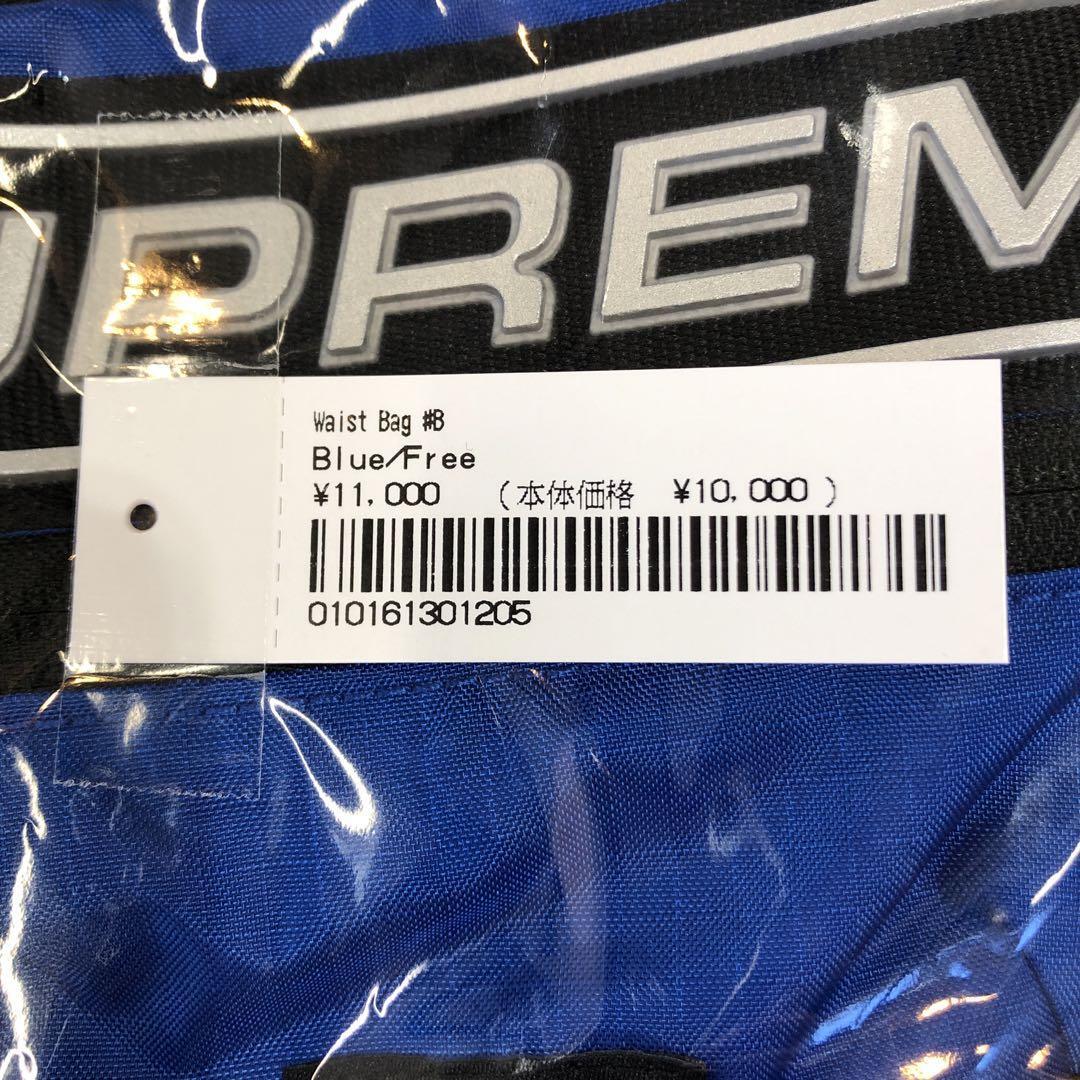 UPREM
Waist Bag #B
Blue/Free
¥11,000 (本体価格 ¥10,000 )
010161301205